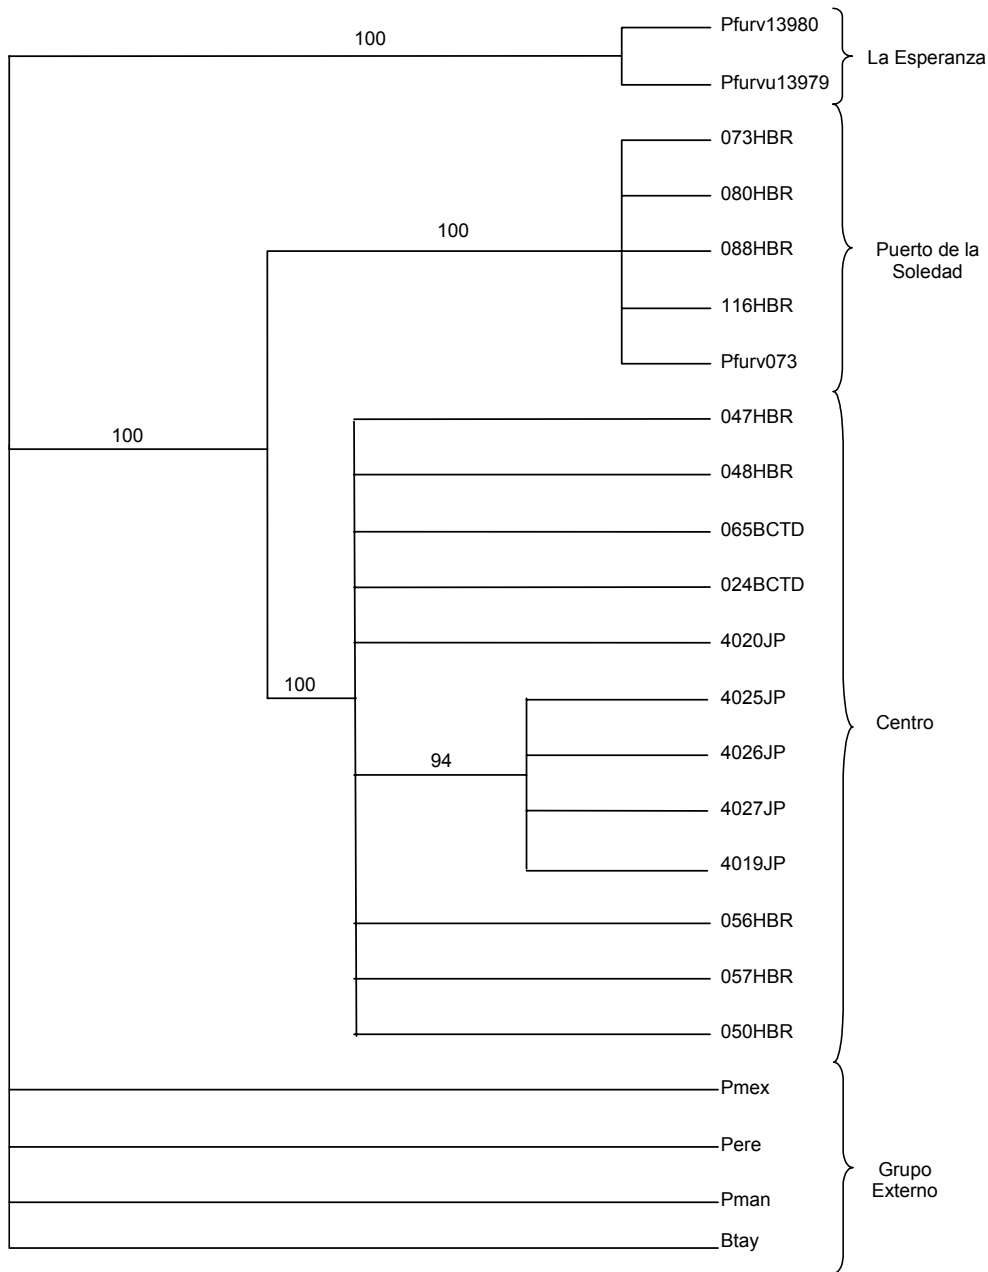 Pfurv13980
100
La Esperanza
Pfurvu13979
073HBR
080HBR
100
088HBR
Puerto de la
Soledad
116HBR
Pfurv073
047HBR
100
048HBR
065BCTD
024BCTD
4020JP
100
4025JP
Centro
94
4026JP
4027JP
4019JP
056HBR
057HBR
050HBR
Pmex
Pere
Grupo
Externo
Pman
Btay